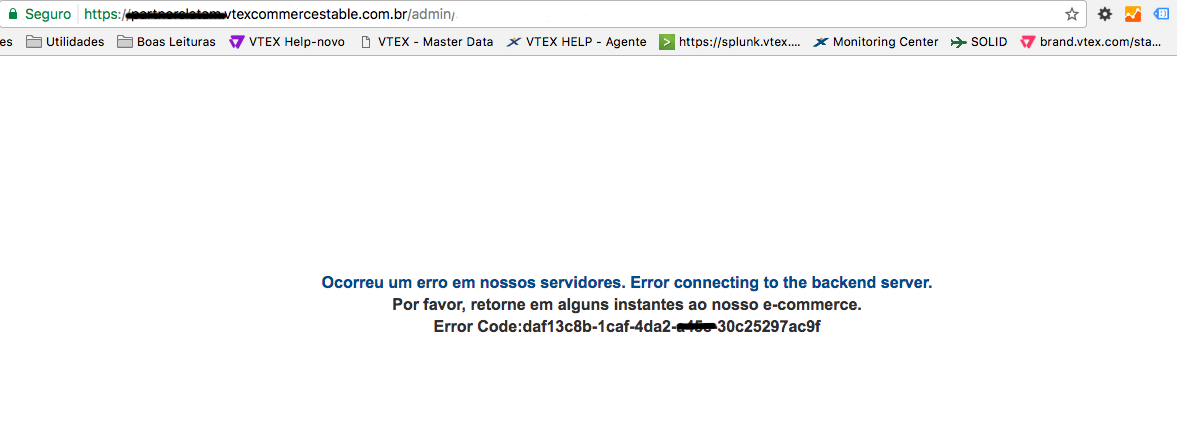 Seguro https:/ .vtexcommercestable.com.br/admin/
es Utilidades Boas Leituras VTEX Help-novo VTEX - Master Data VTEX HELP - Agente https://splunk.vtex.... Monitoring Center SOLID brand.vtex.com/sta...
Ocorreu um erro em nossos servidores. Error connecting to the backend server.
Por favor, retorne em alguns instantes ao nosso e-commerce.
Error Code:daf13c8b-1caf-4da2- -30c25297ac9f